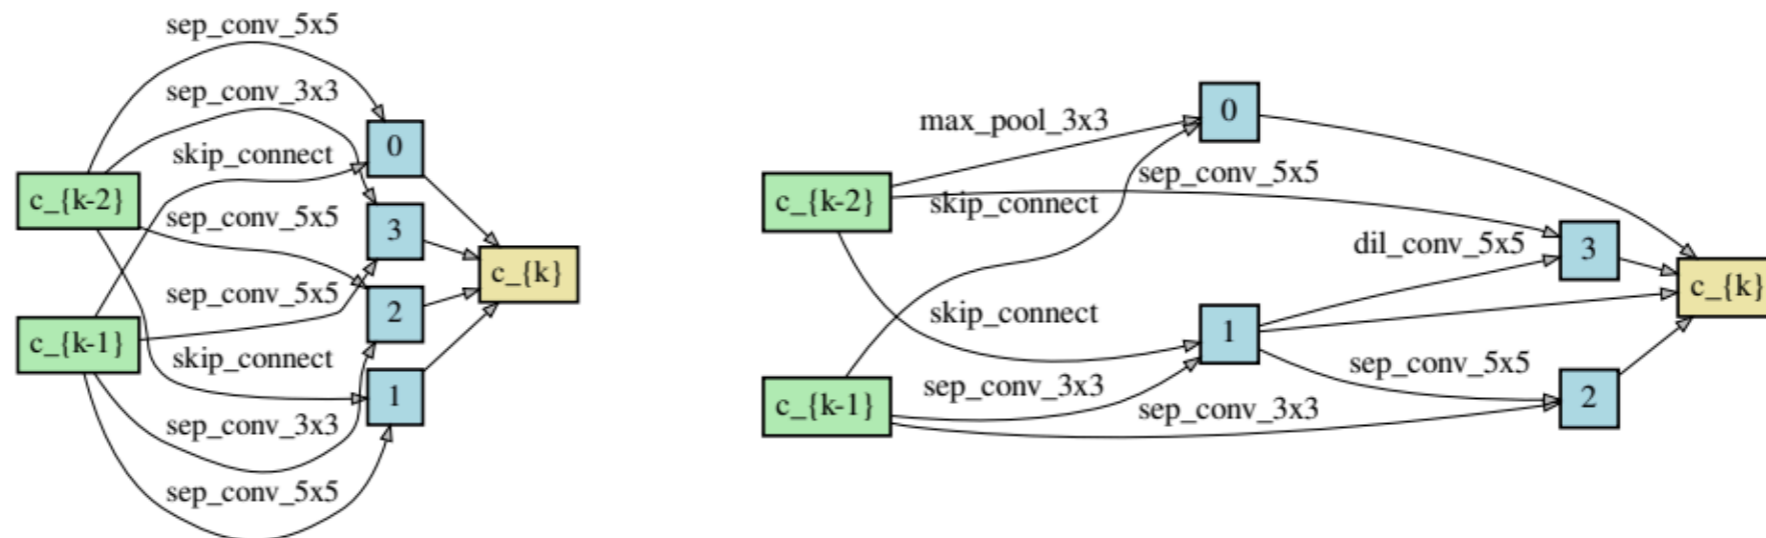 sep_conv_5x5
sep_conv_3x3
0
skip_connect
c_{k-2}
sep_conv_5x5
3
c_{k}
sep_conv_5x5
2
c_{k-1}
skip_connect
1
sep_conv_3x3
sep_conv_5x5
0
max_pool_3x3
sep_conv_5x5
c_{k-2}
skip_connect
dil_conv_5x5
3
c_{k}
skip_connect
1
sep_conv_5x5
sep_conv_3x3
2
c_{k-1}
sep_conv_3x3